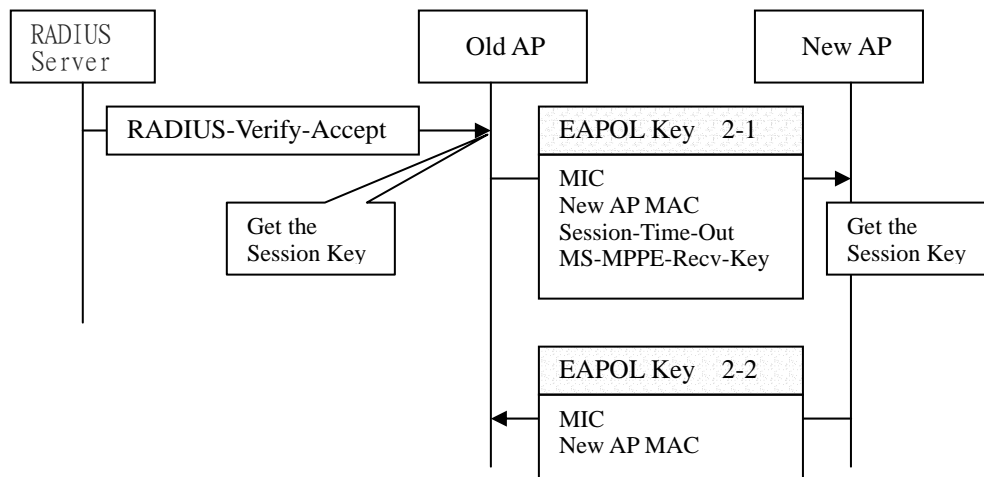 RADIUS
Server
Old AP
New AP
RADIUS-Verify-Accept
EAPOL Key 2-1
MIC
New AP MAC
Session-Time-Out
MS-MPPE-Recv-Key
Get the
Session Key
Get the
Session Key
EAPOL Key 2-2
MIC
New AP MAC